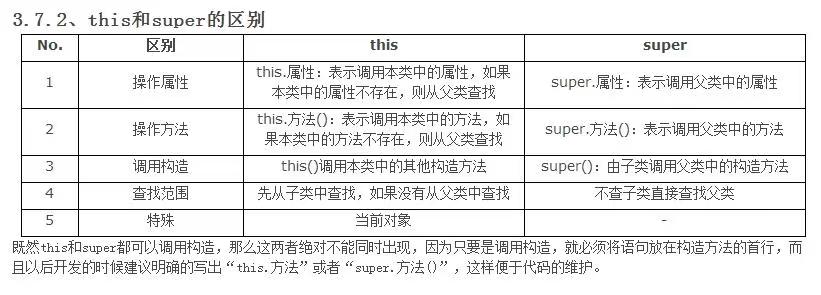 3.7.2、this和super的区别
No. 区别 this super
1 操作属性 this.属性：表示调用本类中的属性，如果 super.属性：表示调用父类中的属性
本类中的属性不存在，则从父类查找
2 操作方法 this.方法()：表示调用本类中的方法，如 super.方法()：表示调用父类中的方法
果本类中的方法不存在，则从父类查找
3 调用构造 this()调用本类中的其他构造方法 super()：由子类调用父类中的构造方法
4 查找范围 先从子类中查找，如果没有从父类中查找 不查子类直接查找父类
5 特殊 当前对象 -
既然this和super都可以调用构造，那么这两者绝对不能同时出现，因为只要是调用构造，就必须将语句放在构造方法的首行，而
且以后开发的时候建议明确的写出“this.方法”或者“super.方法()”，这样便于代码的维护。